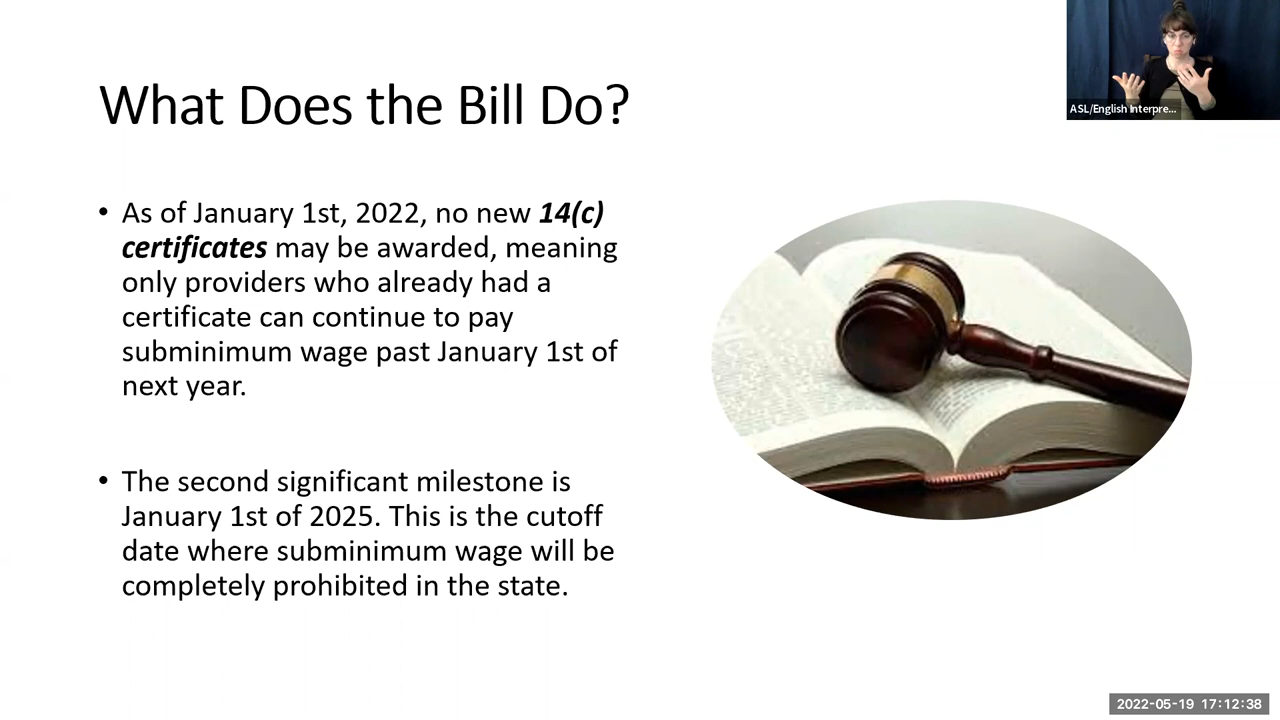 What Does the Bill Do?
ASL/English Interpre...
• As of January 1st, 2022, no new 14(c)
certificates may be awarded, meaning
only providers who already had a
certificate can continue to pay
subminimum wage past January 1st of
next year.
• The second significant milestone is
January 1st of 2025. This is the cutoff
date where subminimum wage will be
completely prohibited in the state.
2022-05-19 17:12:38